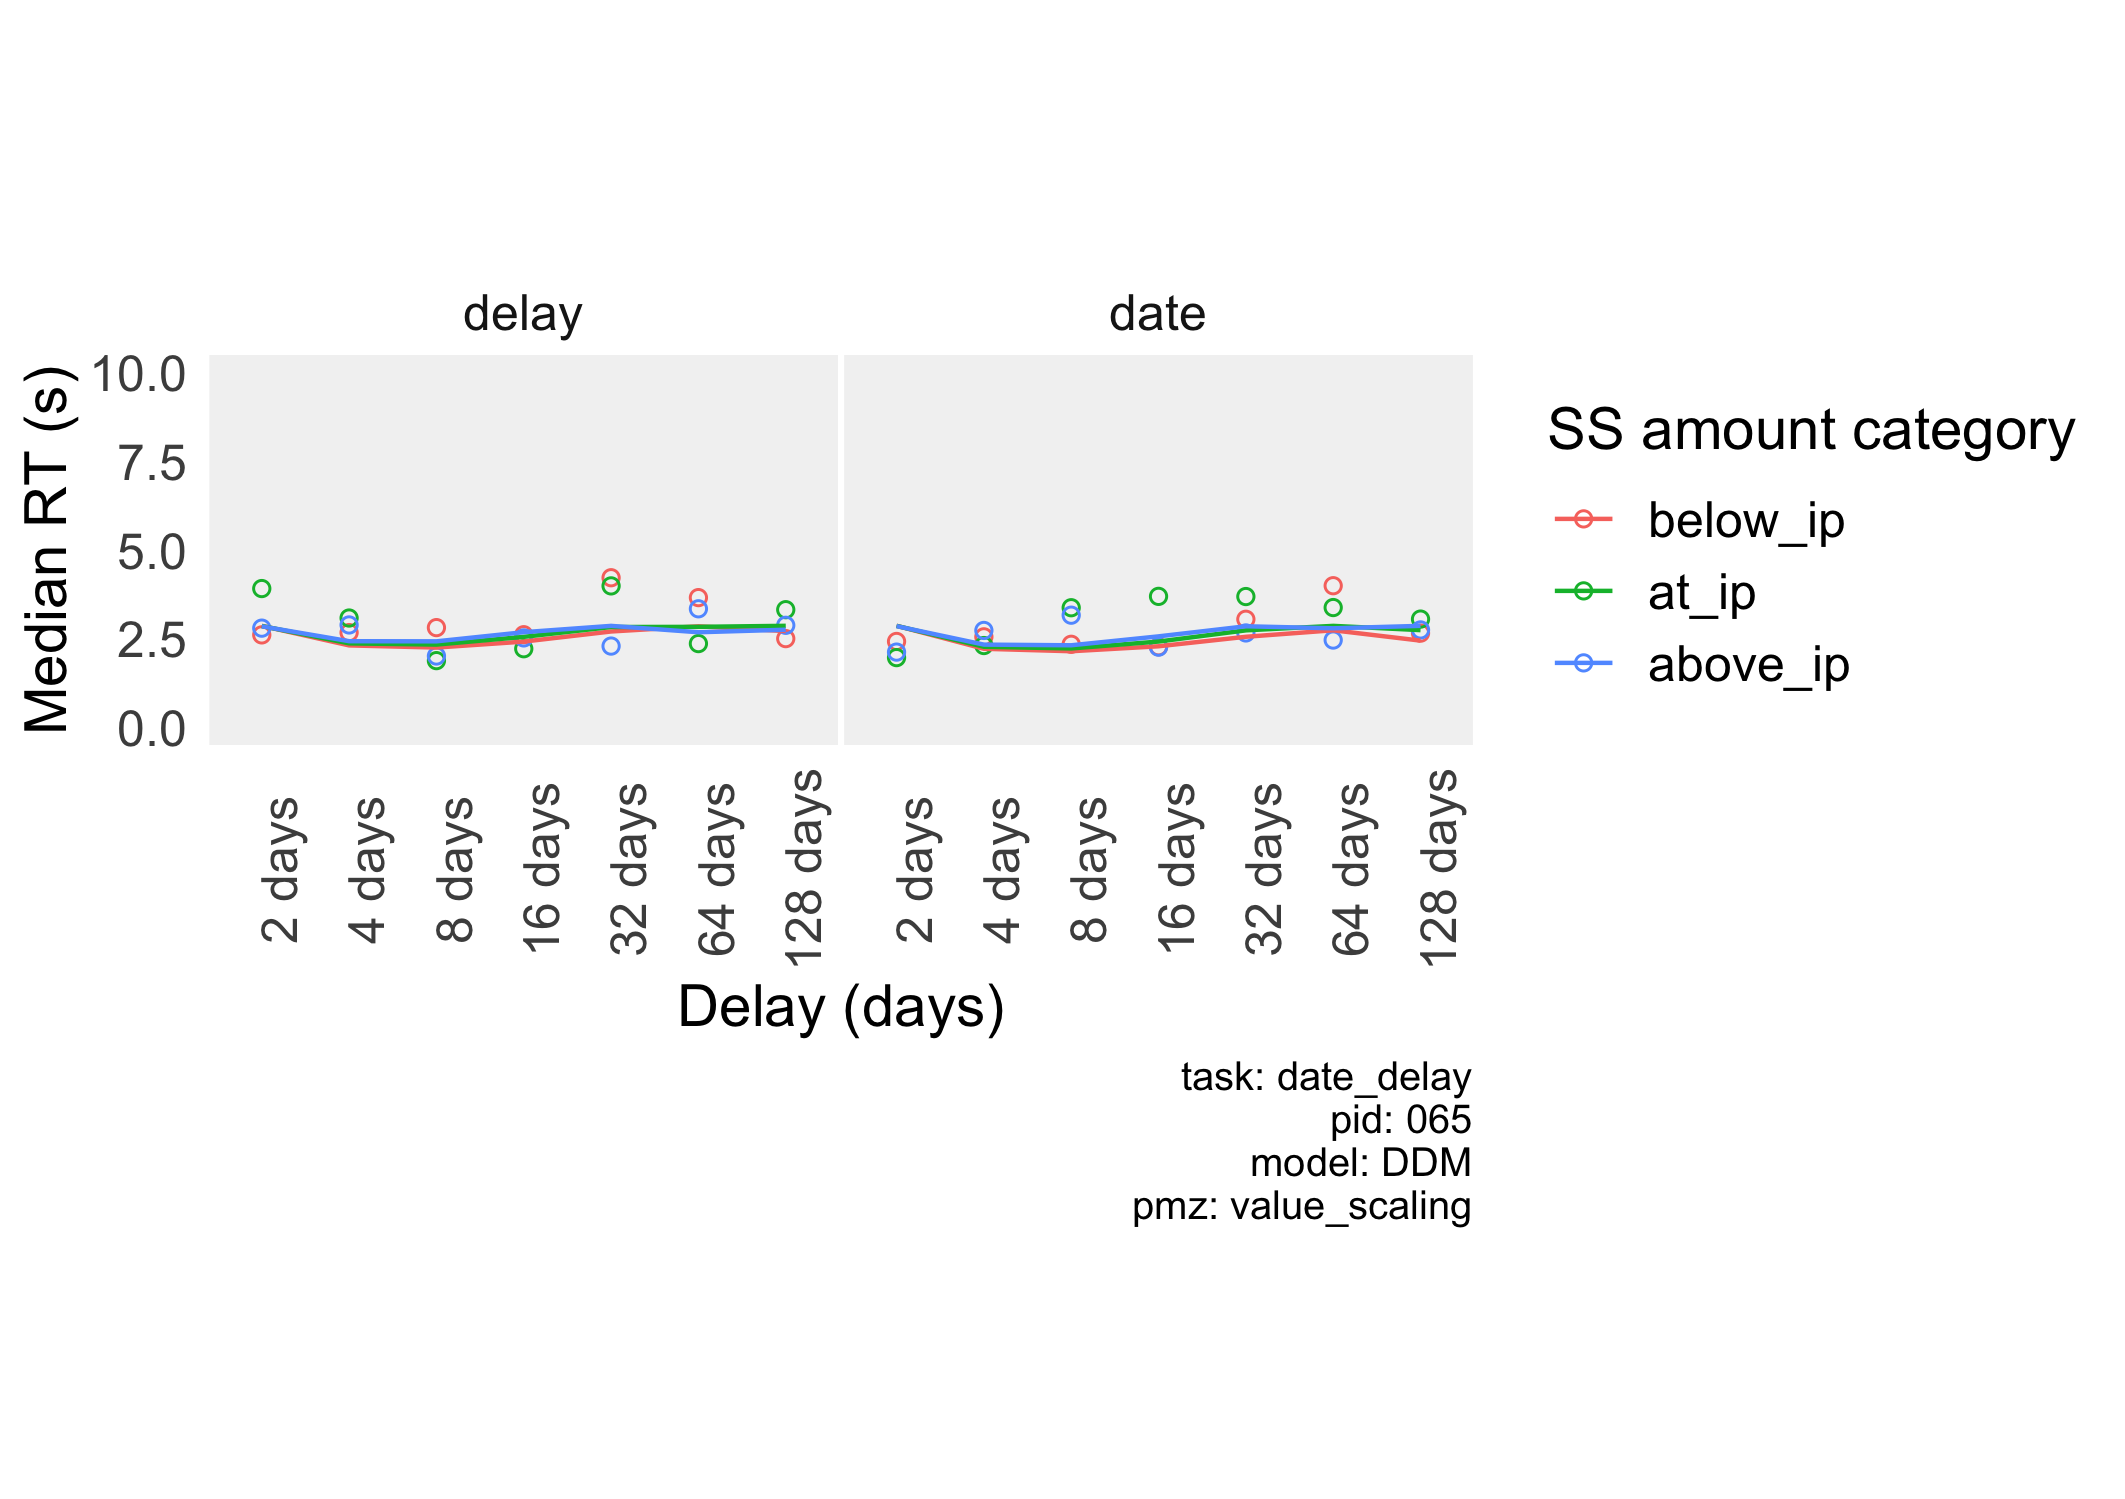 delay
date
Median RT (s)
10.0
7.5
5.0
2.5
0.0
2 days
4 days
8 days
16 days
32 days
64 days
128 days
2 days
4 days
8 days
16 days
32 days
64 days
128 days
Delay (days)
SS amount category
below_ip
at_ip
above_ip
task: date_delay
pid: 065
model: DDM
pmz: value_scaling